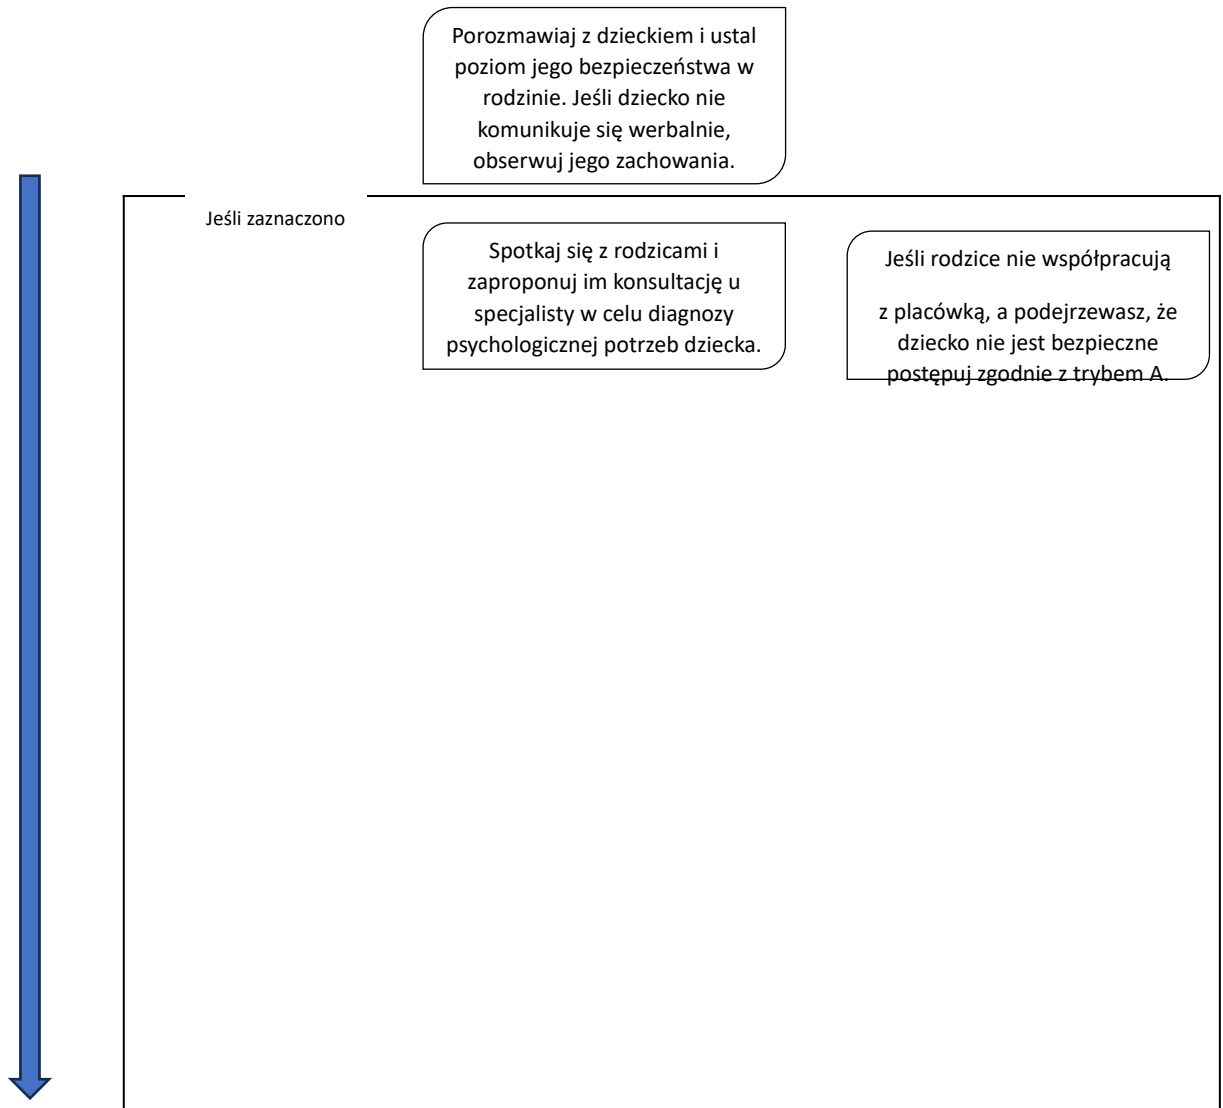 Porozmawiaj z dzieckiem i ustal
poziom jego bezpieczeństwa w
rodzinie. Jeśli dziecko nie
komunikuje się werbalnie,
obserwuj jego zachowania.
Jeśli zaznaczono
Spotkaj się z rodzicami i
zaproponuj im konsultację u
specjalisty w celu diagnozy
psychologicznej potrzeb dziecka.
Jeśli rodzice nie współpracują
z placówką, a podejrzewasz, że
dziecko nie jest bezpieczne
postępuj zgodnie z trybem A.